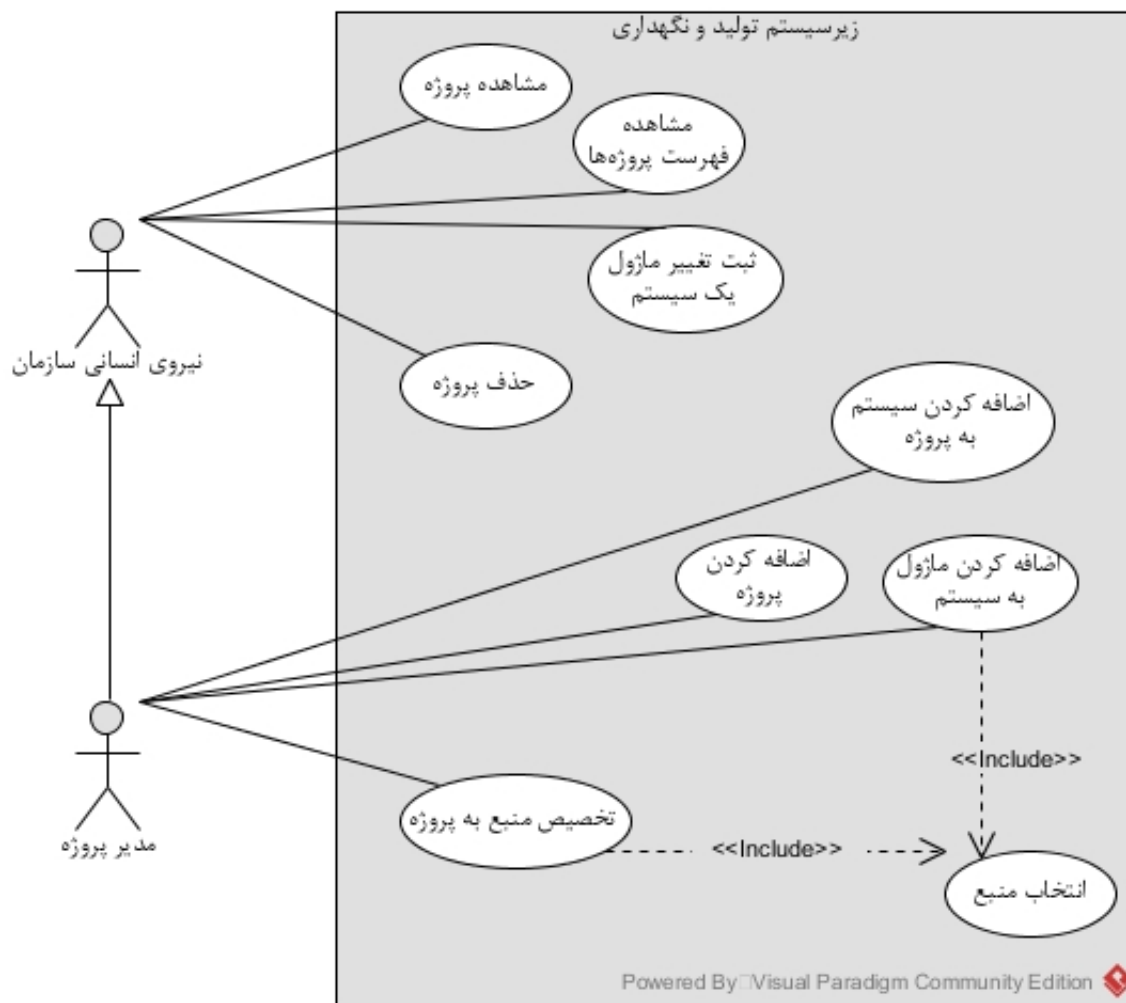 زیرسیستم تولید و نگهداری
مشاهده پروژه
مشاهده
فهرست پروژه‌ها
ثبت تغییر ماژول
یک سیستم
نیروی انسانی سازمان
حذف پروژه
اضافه کردن سیستم
به پروژه
اضافه کردن
پروژه
اضافه کردن ماژول
به سیستم
<<Include>>
تخصیص منبع به پروژه
<<Include>>
مدیر پروژه
انتخاب منبع
Powered By Visual Paradigm Community Edition